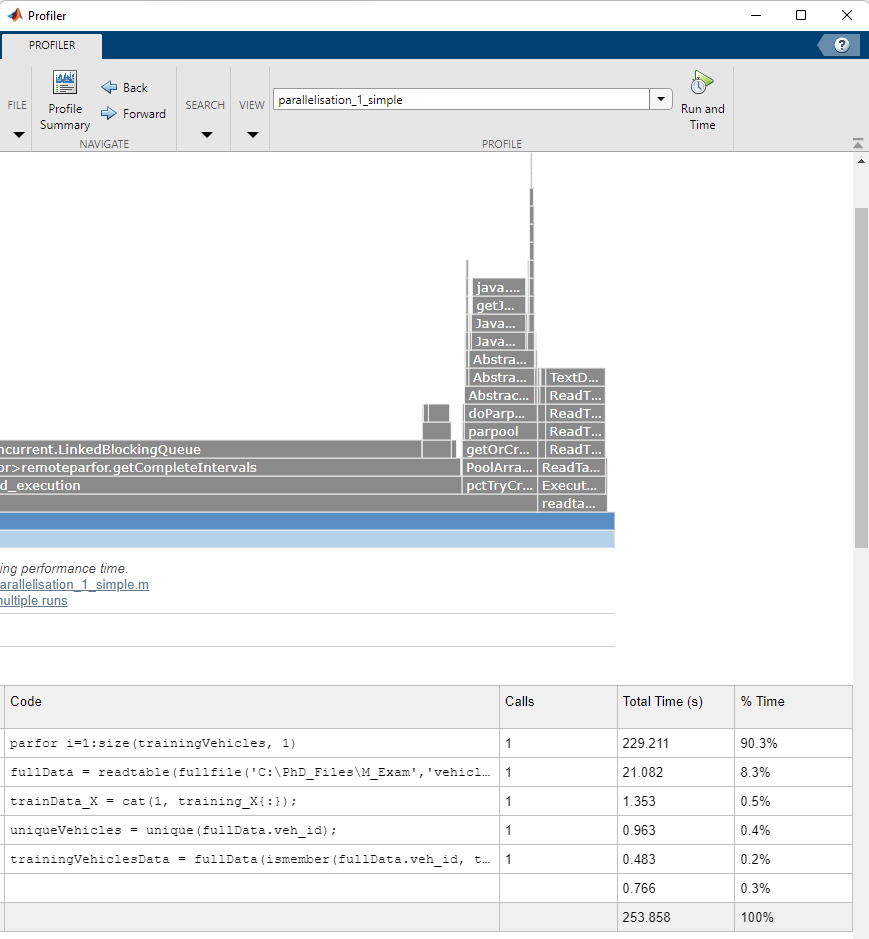 Profiler
PROFILER
?
FILE
Profile
Summary
Back
Forward
NAVIGATE
SEARCH
VIEW
parallelisation_1_simple
Run and
Time
PROFILE
java....
getJ...
Java...
Java...
Abstra...
Abstra... TextD...
Abstrac... ReadT...
doParp... ReadT...
parpool ReadT...
ncurrent.LinkedBlockingQueue getOrCr... ReadT...
or>remoteparfor.getCompleteIntervals PoolArra... ReadTa...
d_execution pctTryCr... Execut...
readta...
ing performance time.
arallelisation_1_simple.m
multiple runs
Code Calls Total Time (s) % Time
parfor i=1:size(trainingVehicles, 1) 1 229.211 90.3%
fullData = readtable(fullfile('C:\PhD_Files\M_Exam','vehicl... 1 21.082 8.3%
trainData_X = cat(1, training_X{:}); 1 1.353 0.5%
uniqueVehicles = unique(fullData.veh_id); 1 0.963 0.4%
trainingVehiclesData = fullData(ismember(fullData.veh_id, t... 1 0.483 0.2%
0.766 0.3%
253.858 100%